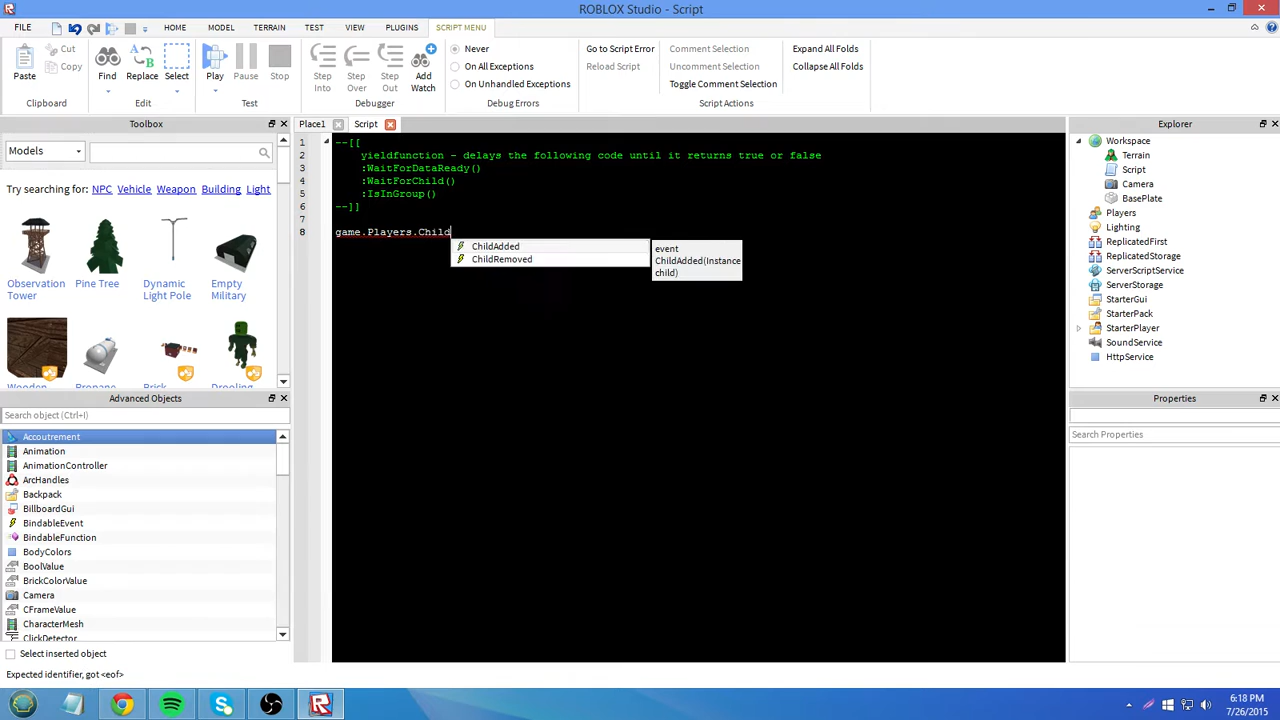 ROBLOX Studio - Script
FILE
HOME
MODEL
TERRAIN
TEST
VIEW
PLUGINS
SCRIPT MENU
Paste
Cut
Copy
Find
Replace
Select
Play
Pause
Stop
Step Into
Step Over
Step Out
Add Watch
Never
On All Exceptions
On Unhandled Exceptions
Go to Script Error
Reload Script
Comment Selection
Uncomment Selection
Toggle Comment Selection
Expand All Folds
Collapse All Folds
Clipboard
Edit
Test
Debugger
Debug Errors
Script Actions
Toolbox
Models
Try searching for: NPC Vehicle Weapon Building Light
Observation Tower
Pine Tree
Dynamic Light Pole
Empty Military
Wooden
Propane
Brick
Drooling
Advanced Objects
Search object (Ctrl+I)
Accoutrement
Animation
AnimationController
ArcHandles
Backpack
BillboardGui
BindableEvent
BindableFunction
BodyColors
BoolValue
BrickColorValue
Camera
CFrameValue
CharacterMesh
ClickDetector
Select inserted object
Expected identifier, got <eof>
Place1
Script
1 --[[
2 yieldfunction - delays the following code until it returns true or false
3 :WaitForDataReady()
4 :WaitForChild()
5 :IsInGroup()
6 --]]
7
8 game.Players.Child
ChildAdded
ChildRemoved
event
ChildAdded(Instance
child)
Explorer
Workspace
Terrain
Script
Camera
BasePlate
Players
Lighting
ReplicatedFirst
ReplicatedStorage
ServerScriptService
ServerStorage
StarterGui
StarterPack
StarterPlayer
SoundService
HttpService
Properties
Search Properties
6:18 PM
7/26/2015